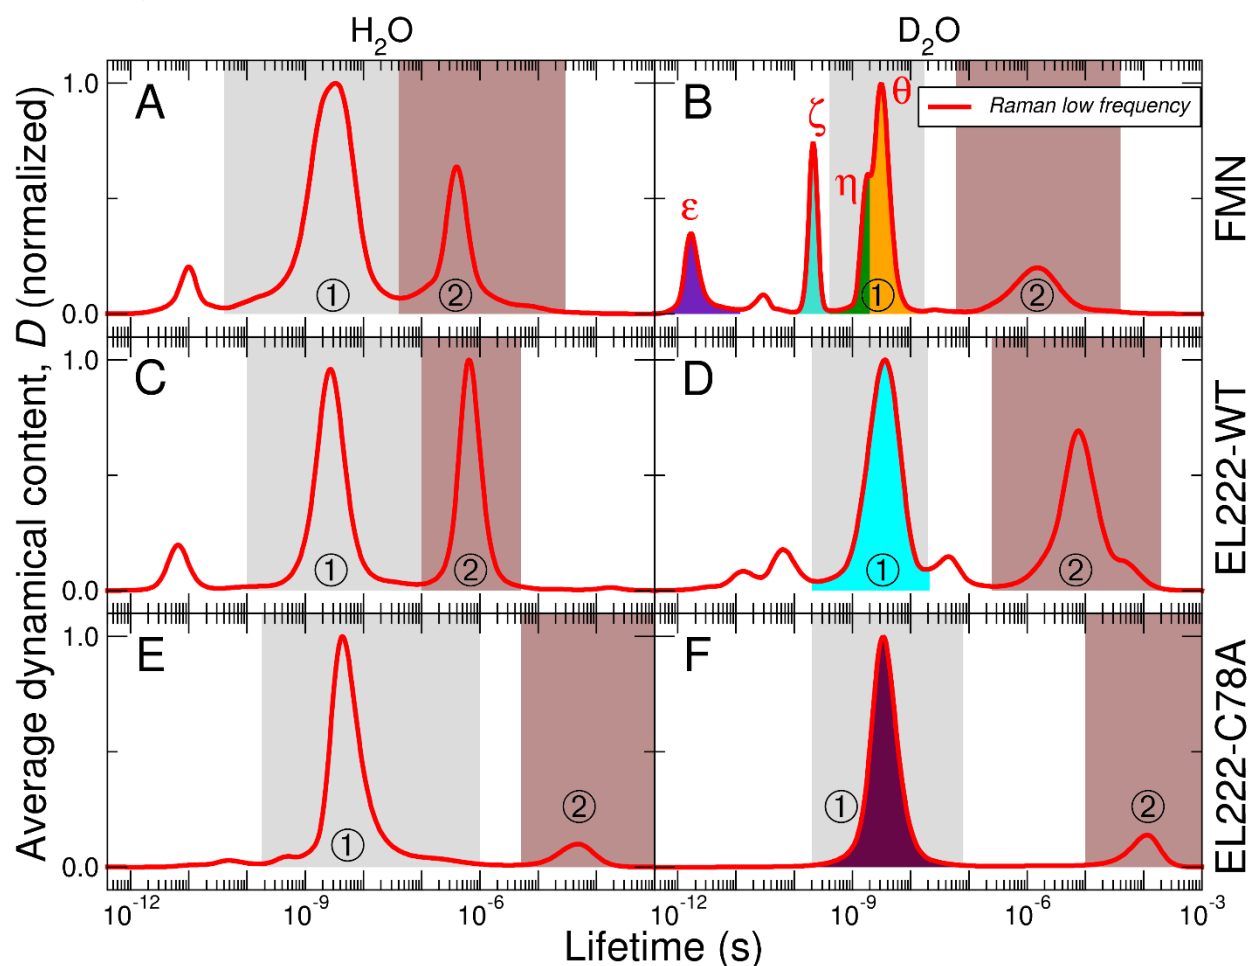 H₂O
D₂O
Average dynamical content, D (normalized)
1.0
0.0
A
①
②
B
ε
ζ
η
θ
①
②
Raman low frequency
FMN
1.0
0.0
C
①
②
D
①
②
EL222-WT
1.0
0.0
E
①
②
F
①
②
EL222-C78A
10⁻¹²
10⁻⁹
10⁻⁶
10⁻¹²
10⁻⁹
10⁻⁶
10⁻³
Lifetime (s)